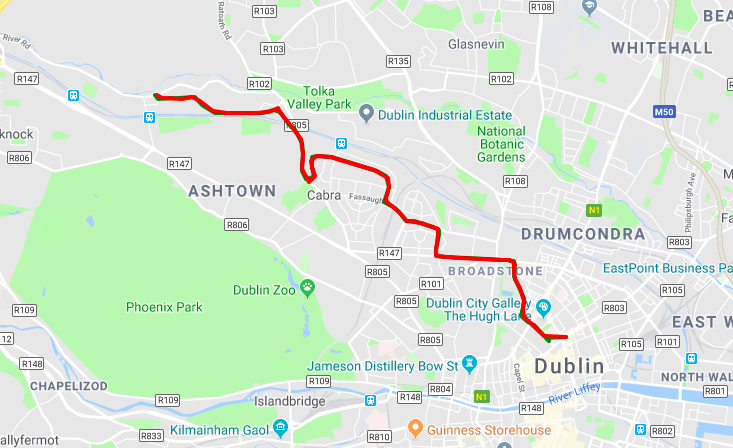 R108
BEA
R103
Ratoath Rd
River Rd
Glasnevin
WHITEHALL
R103
R135
R147
R102
R102
Tolka
Valley Park
Dublin Industrial Estate
M50
R805
knock
R806
National
Botanic
Gardens
R147
ASHTOWN
Cabra
Fassaugh
R108
Philipsburgh Ave
N1
R806
DRUMCONDRA
R803
R147
R805
BROADSTONE
EastPoint Business Pa
R101
R105
Dublin Zoo
R805
Phoenix Park
R109
Dublin City Gallery
The Hugh Lane
R803
EAST W
R805
R105
R101
12
R148
Jameson Distillery Bow St
Dublin
Capel St
CHAPELIZOD
R109
R804
N1
NORTH WAL
R109
Islandbridge
R148
R148
River Liffey
allyfermot
R833
Kilmainham Gaol
R810
Guinness Storehouse
R802